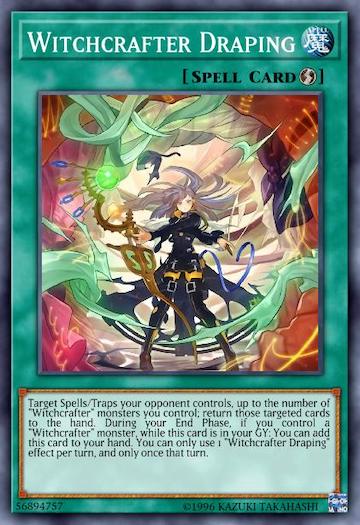 WITCHCRAFTER DRAPING
[SPELL CARD]
Target Spells/Traps your opponent controls, up to the number of
"Witchcrafter" monsters you control; return those targeted cards
to the hand. During your End Phase, if you control a
"Witchcrafter" monster, while this card is in your GY: You can add
this card to your hand. You can only use 1 "Witchcrafter Draping"
effect per turn, and only once that turn.
56894757
©1996 KAZUKI TAKAHASHI